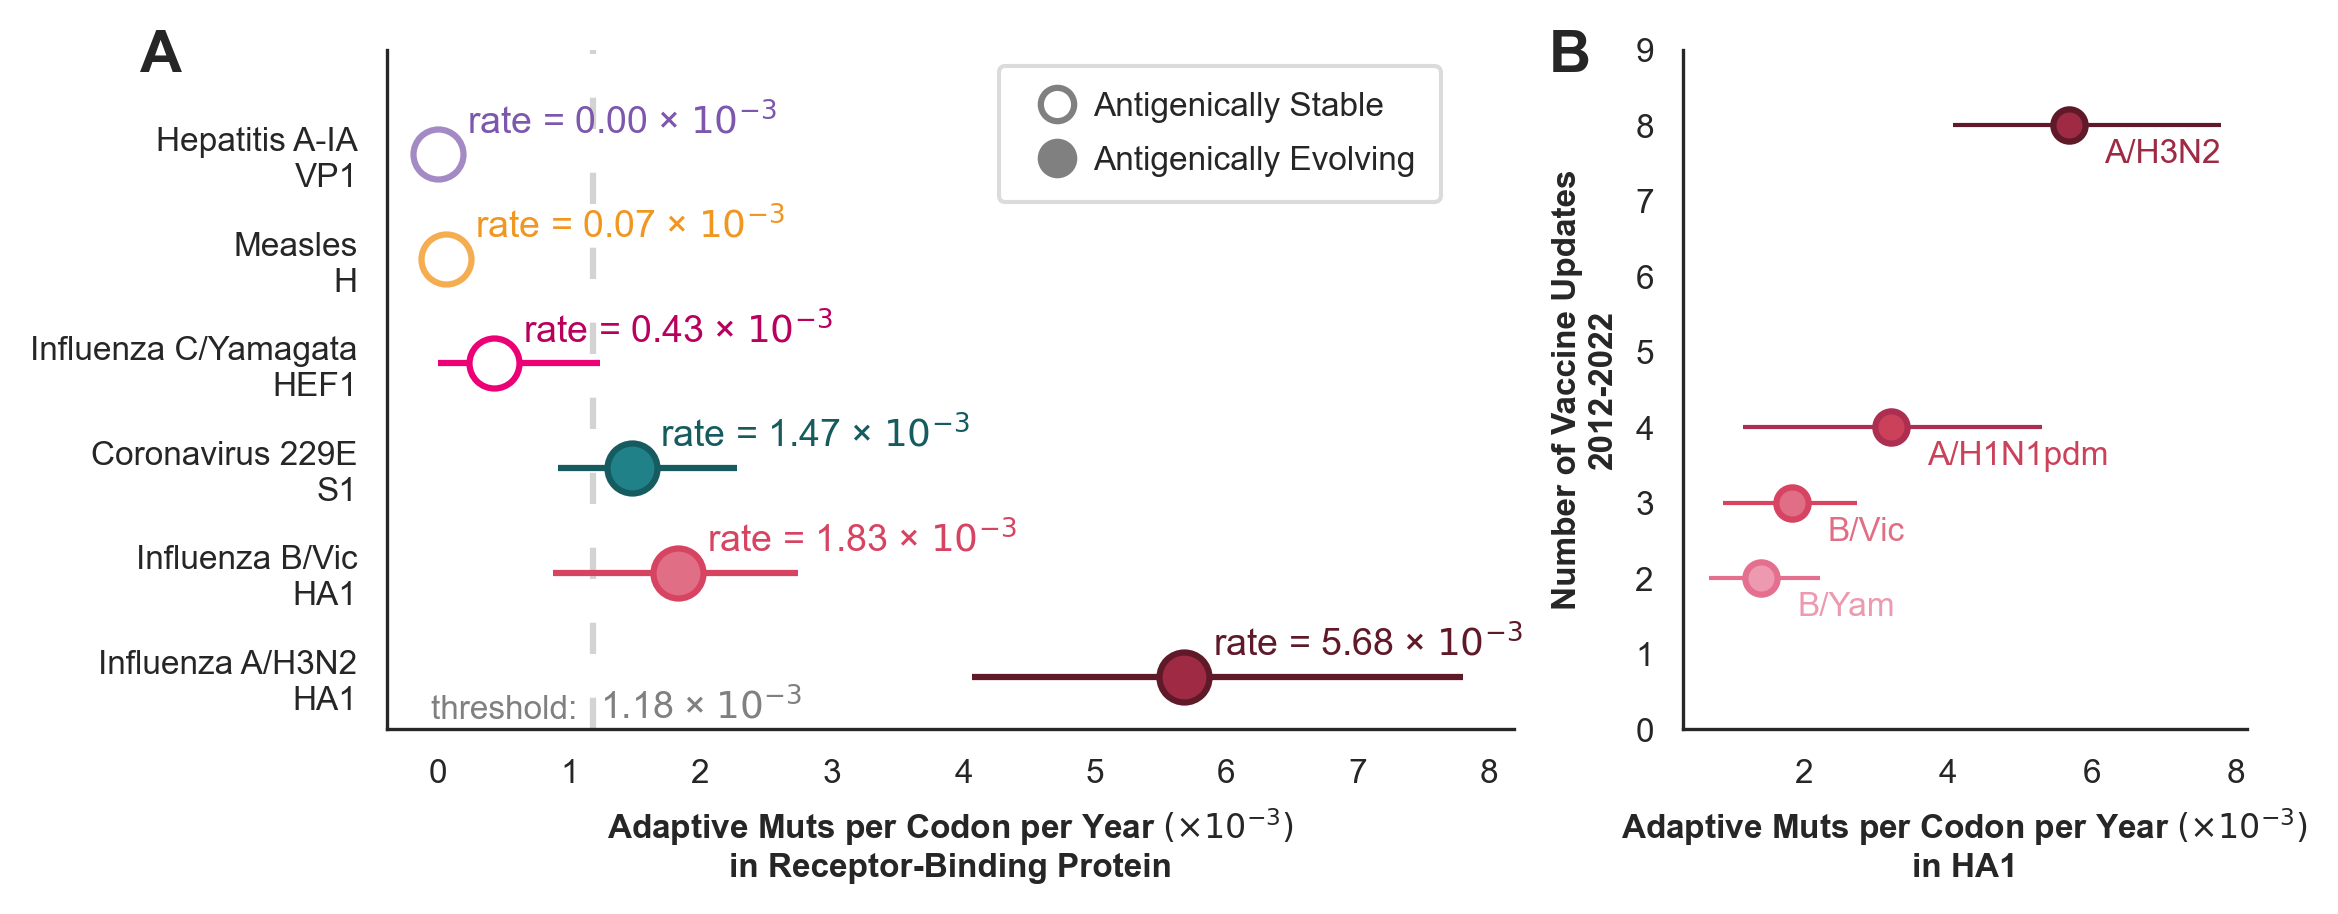 A
Hepatitis A-IA
VP1
Measles
H
Influenza C/Yamagata
HEF1
Coronavirus 229E
S1
Influenza B/Vic
HA1
Influenza A/H3N2
HA1
rate = 0.00 × 10⁻³
rate = 0.07 × 10⁻³
rate = 0.43 × 10⁻³
rate = 1.47 × 10⁻³
rate = 1.83 × 10⁻³
rate = 5.68 × 10⁻³
threshold: 1.18 × 10⁻³
Antigenically Stable
Antigenically Evolving
0 1 2 3 4 5 6 7 8
Adaptive Muts per Codon per Year (×10⁻³)
in Receptor-Binding Protein
B
Number of Vaccine Updates
2012-2022
9
8
7
6
5
4
3
2
1
0
A/H3N2
A/H1N1pdm
B/Vic
B/Yam
2 4 6 8
Adaptive Muts per Codon per Year (×10⁻³)
in HA1